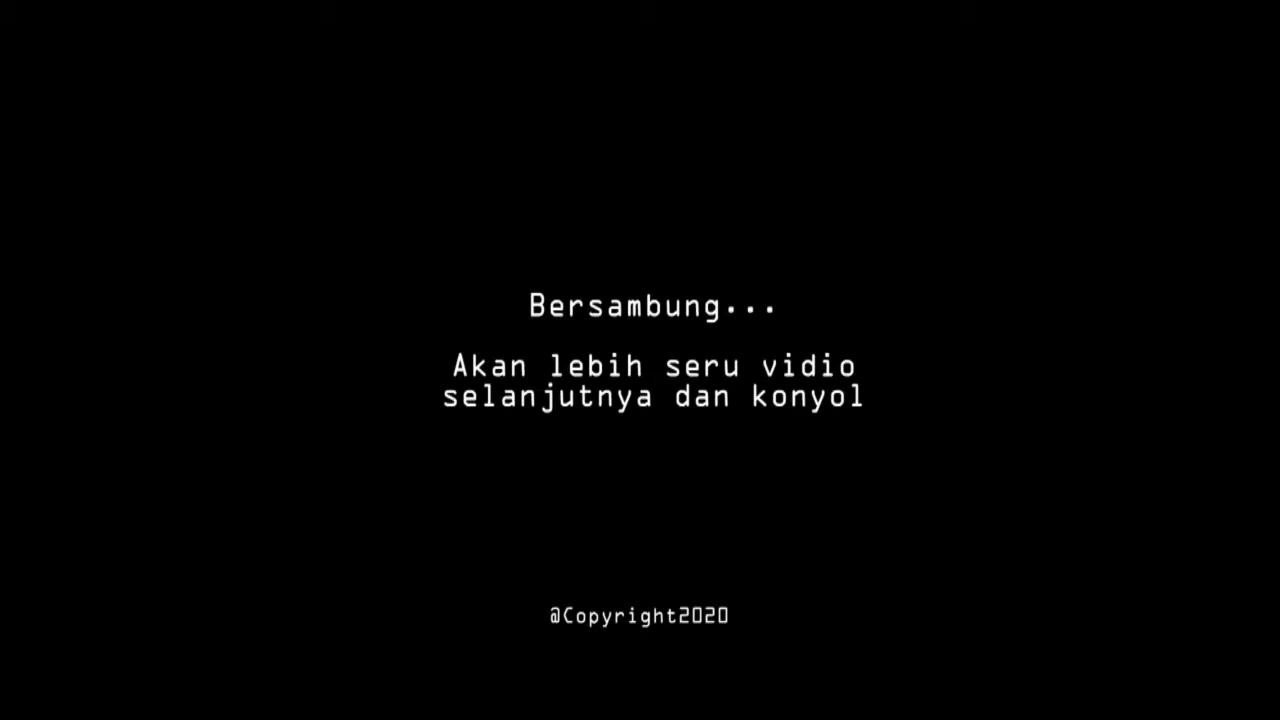 Bersambung...
Akan lebih seru vidio
selanjutnya dan konyol
@Copyright2020